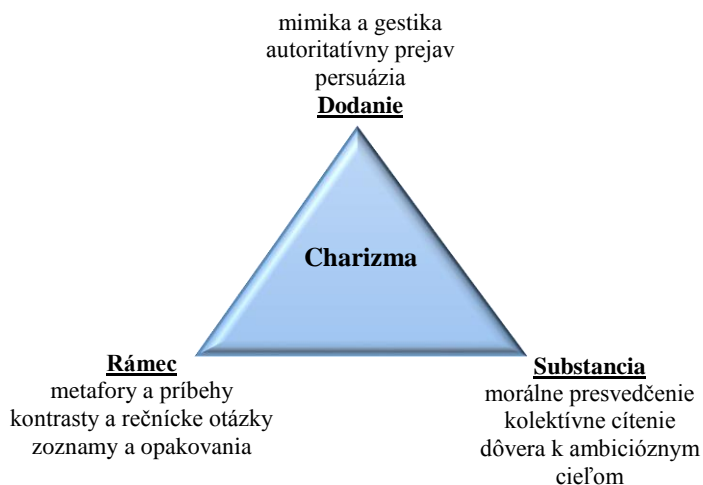 mimika a gestika
autoritatívny prejav
persuázia
Dodanie
Charizma
Rámec
metafory a príbehy
kontrasty a rečnícke otázky
zoznamy a opakovania
Substancia
morálne presvedčenie
kolektívne cítenie
dôvera k ambicióznym
cieľom